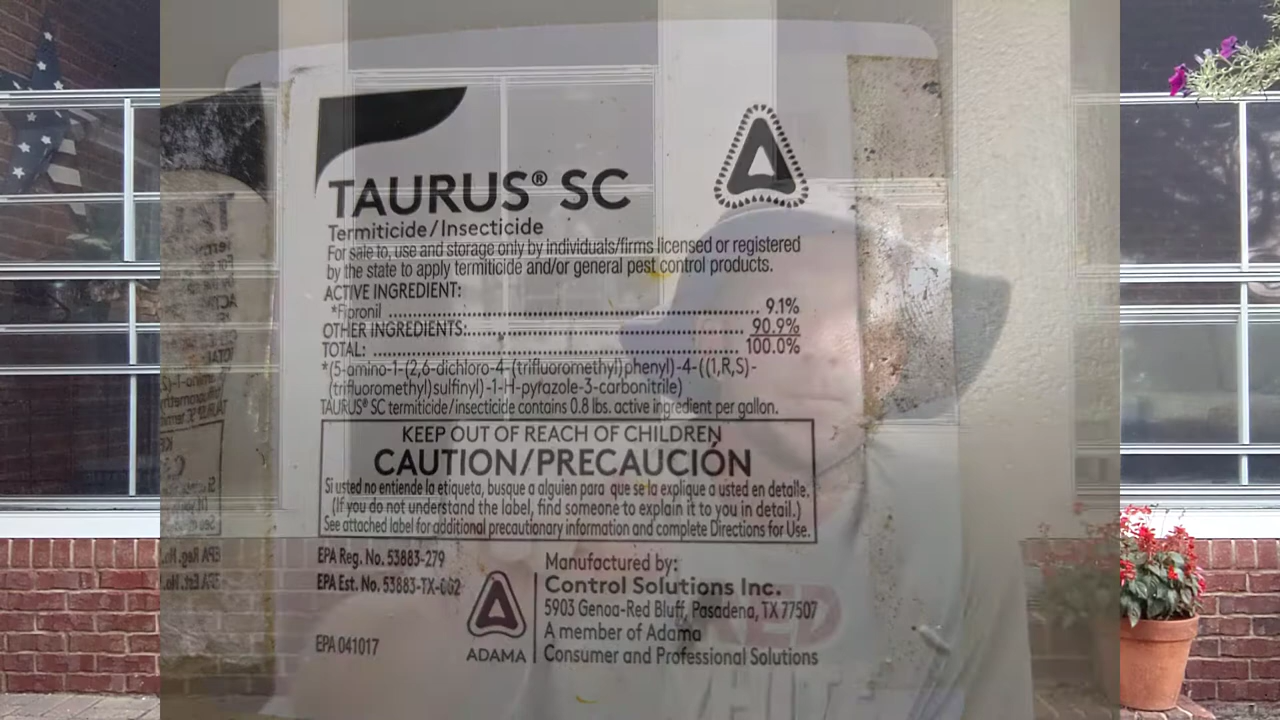 TAURUS® SC
Termiticide/Insecticide
For sale to, use and storage only by individuals/firms licensed or registered
by the state to apply termiticide and/or general pest control products.
ACTIVE INGREDIENT:
*Fipronil ........................................................ 9.1%
OTHER INGREDIENTS:......................................... 90.9%
TOTAL: ........................................................ 100.0%
*(5-amino-1-(2,6-dichloro-4-(trifluoromethyl)phenyl)-4-((1,R,S)-
(trifluoromethyl)sulfinyl)-1-H-pyrazole-3-carbonitrile)
TAURUS® SC termiticide/insecticide contains 0.8 lbs. active ingredient per gallon.
KEEP OUT OF REACH OF CHILDREN
CAUTION/PRECAUCIÓN
Si usted no entiende la etiqueta, busque a alguien para que se la explique a usted en detalle.
(If you do not understand the label, find someone to explain it to you in detail.)
See attached label for additional precautionary information and complete Directions for Use.
EPA Reg. No. 53883-279
EPA Est. No. 53883-TX-002
EPA 041017
ADAMA
Manufactured by:
Control Solutions Inc.
5903 Genoa-Red Bluff, Pasadena, TX 77507
A member of Adama
Consumer and Professional Solutions
RED
WHITE